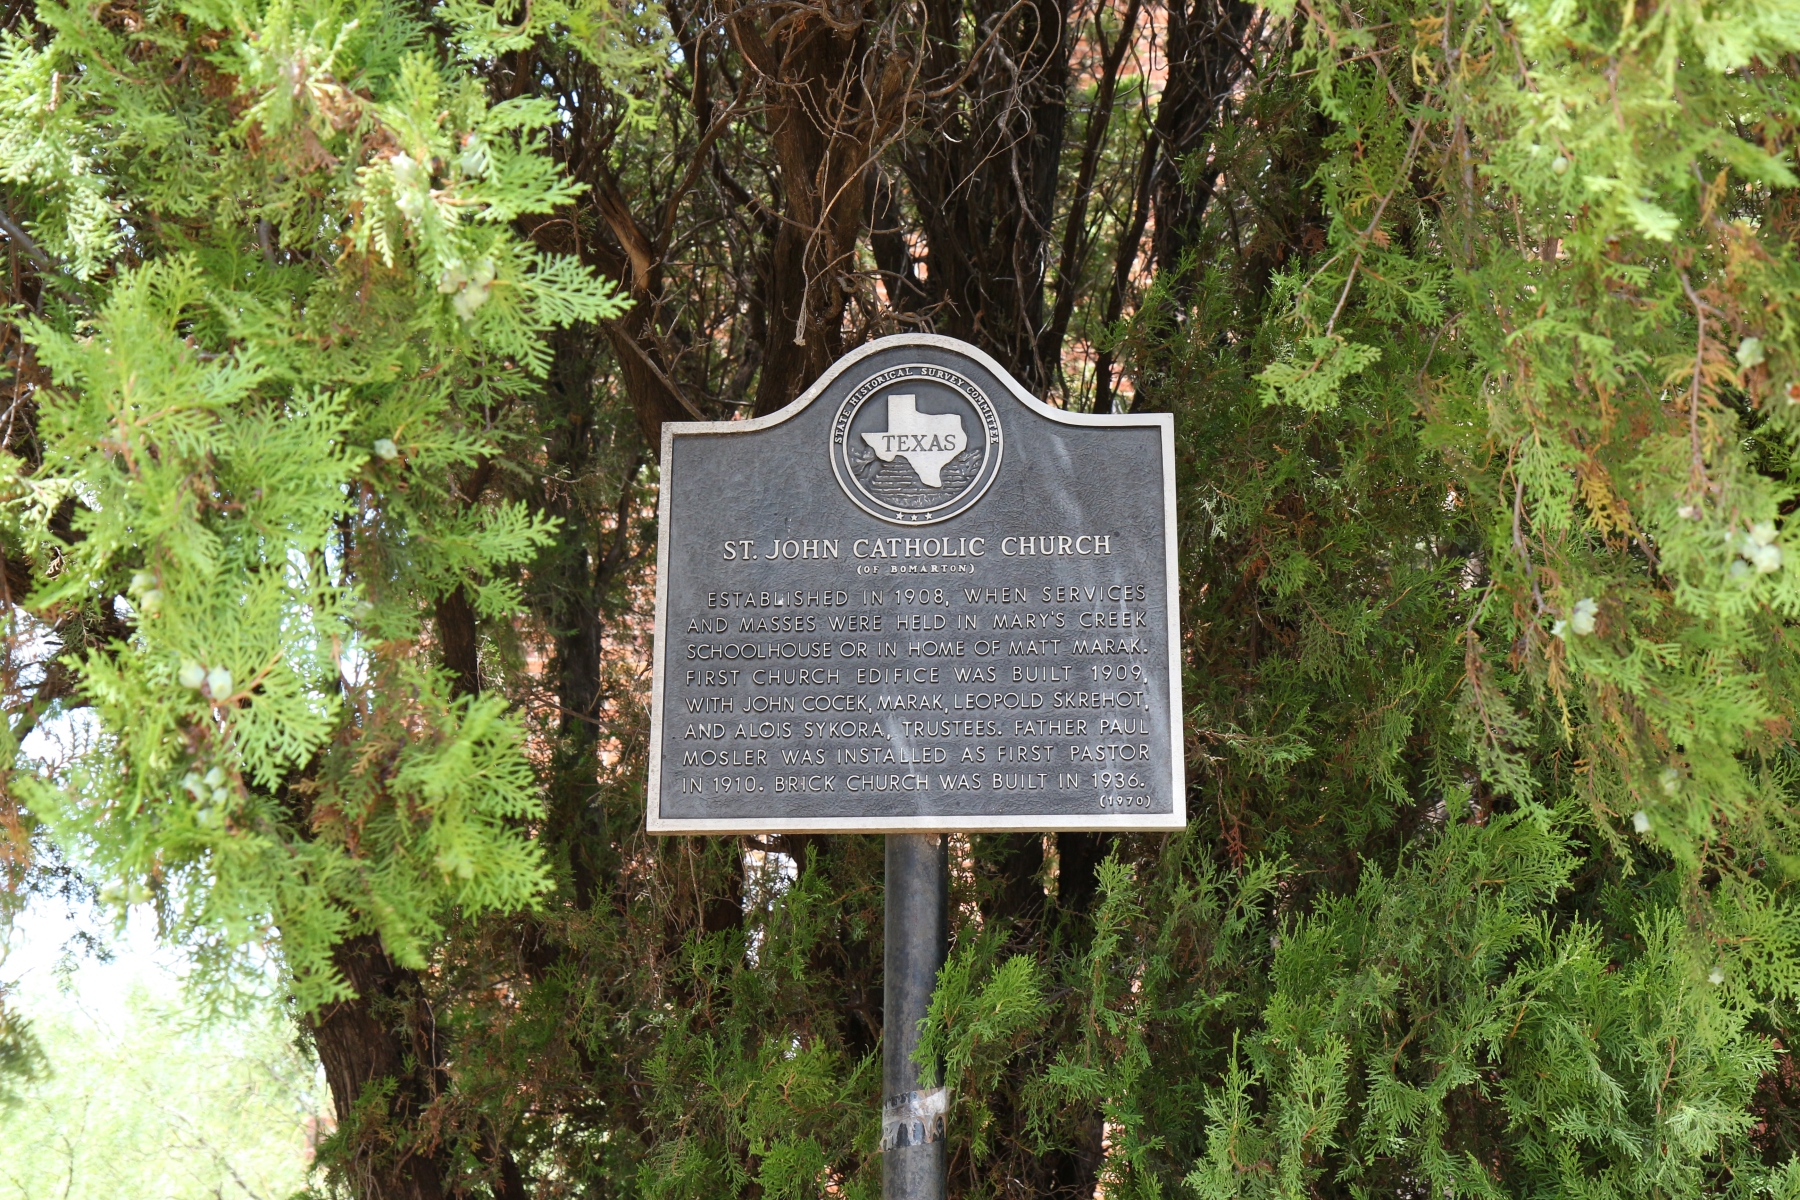 STATE HISTORICAL SURVEY COMMITTEE
TEXAS
ST. JOHN CATHOLIC CHURCH
(OF BOMARTON)
ESTABLISHED IN 1908, WHEN SERVICES
AND MASSES WERE HELD IN MARY'S CREEK
SCHOOLHOUSE OR IN HOME OF MATT MARAK.
FIRST CHURCH EDIFICE WAS BUILT 1909,
WITH JOHN COCEK, MARAK, LEOPOLD SKREHOT,
AND ALOIS SYKORA, TRUSTEES. FATHER PAUL
MOSLER WAS INSTALLED AS FIRST PASTOR
IN 1910. BRICK CHURCH WAS BUILT IN 1936.
(1970)